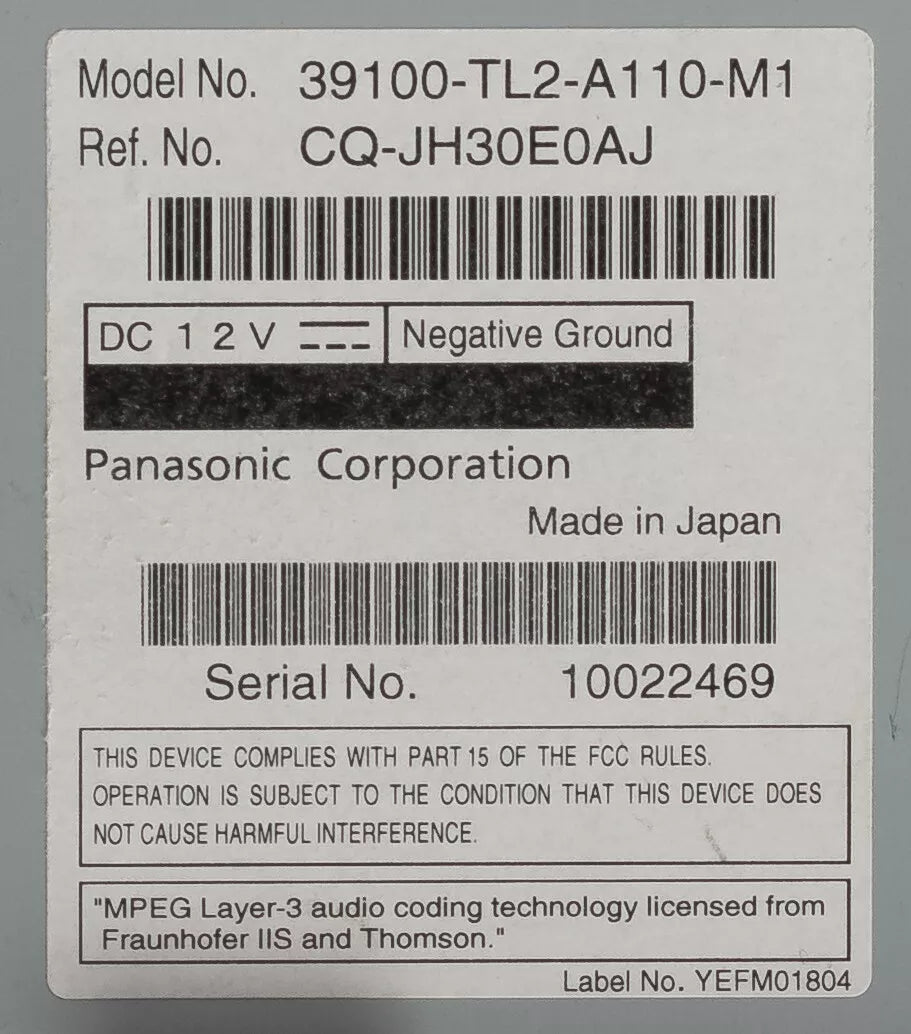 Model No. 39100-TL2-A110-M1
Ref. No. CQ-JH30E0AJ
DC 12V Negative Ground
Panasonic Corporation
Made in Japan
Serial No. 10022469
THIS DEVICE COMPLIES WITH PART 15 OF THE FCC RULES.
OPERATION IS SUBJECT TO THE CONDITION THAT THIS DEVICE DOES
NOT CAUSE HARMFUL INTERFERENCE.
"MPEG Layer-3 audio coding technology licensed from
Fraunhofer IIS and Thomson."
Label No. YEFM01804